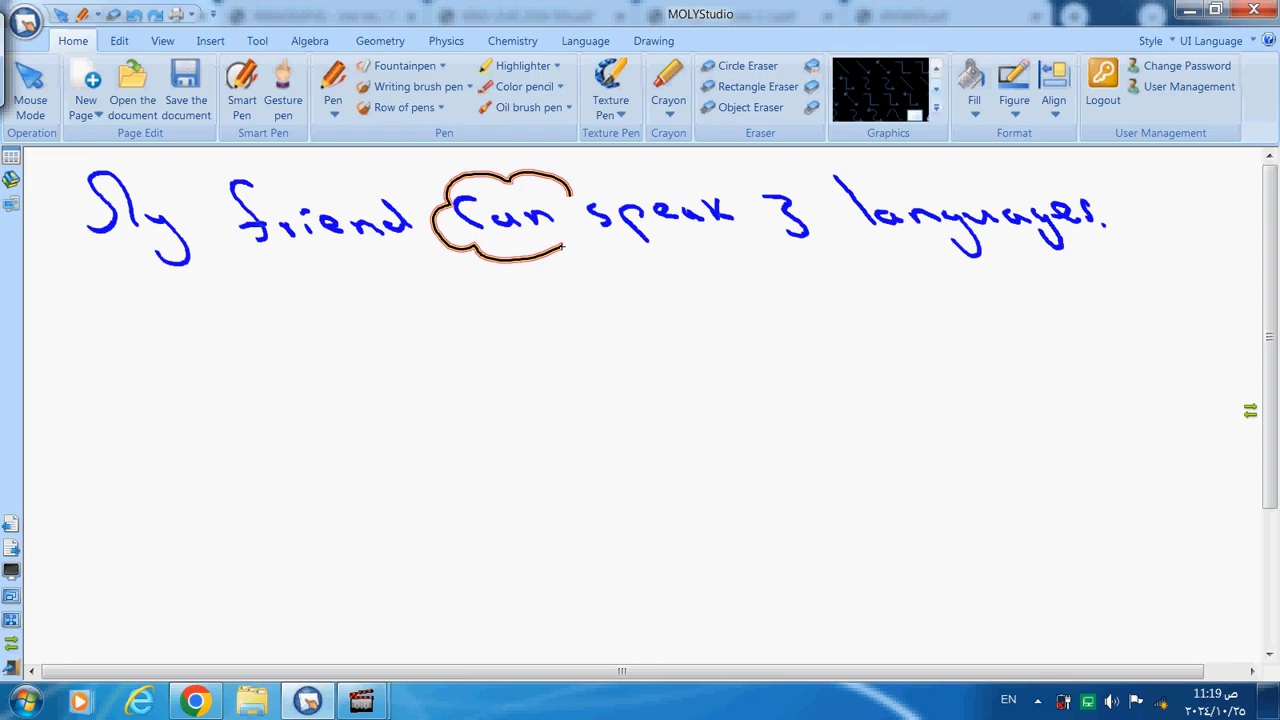 MOLYStudio
Home Edit View Insert Tool Algebra Geometry Physics Chemistry Language Drawing Style UI Language
Mouse Mode
Operation
New Page
Open the document
Save the document
Page Edit
Smart Pen
Gesture pen
Smart Pen
Pen
Fountainpen
Writing brush pen
Row of pens
Highlighter
Color pencil
Oil brush pen
Pen
Texture Pen
Texture Pen
Crayon
Crayon
Circle Eraser
Rectangle Eraser
Object Eraser
Eraser
Graphics
Fill
Figure
Align
Format
Logout
Change Password
User Management
User Management
My friend Can speak 3 languages.
EN
11:19 ص
٢٠٢٤/١٠/٢٥